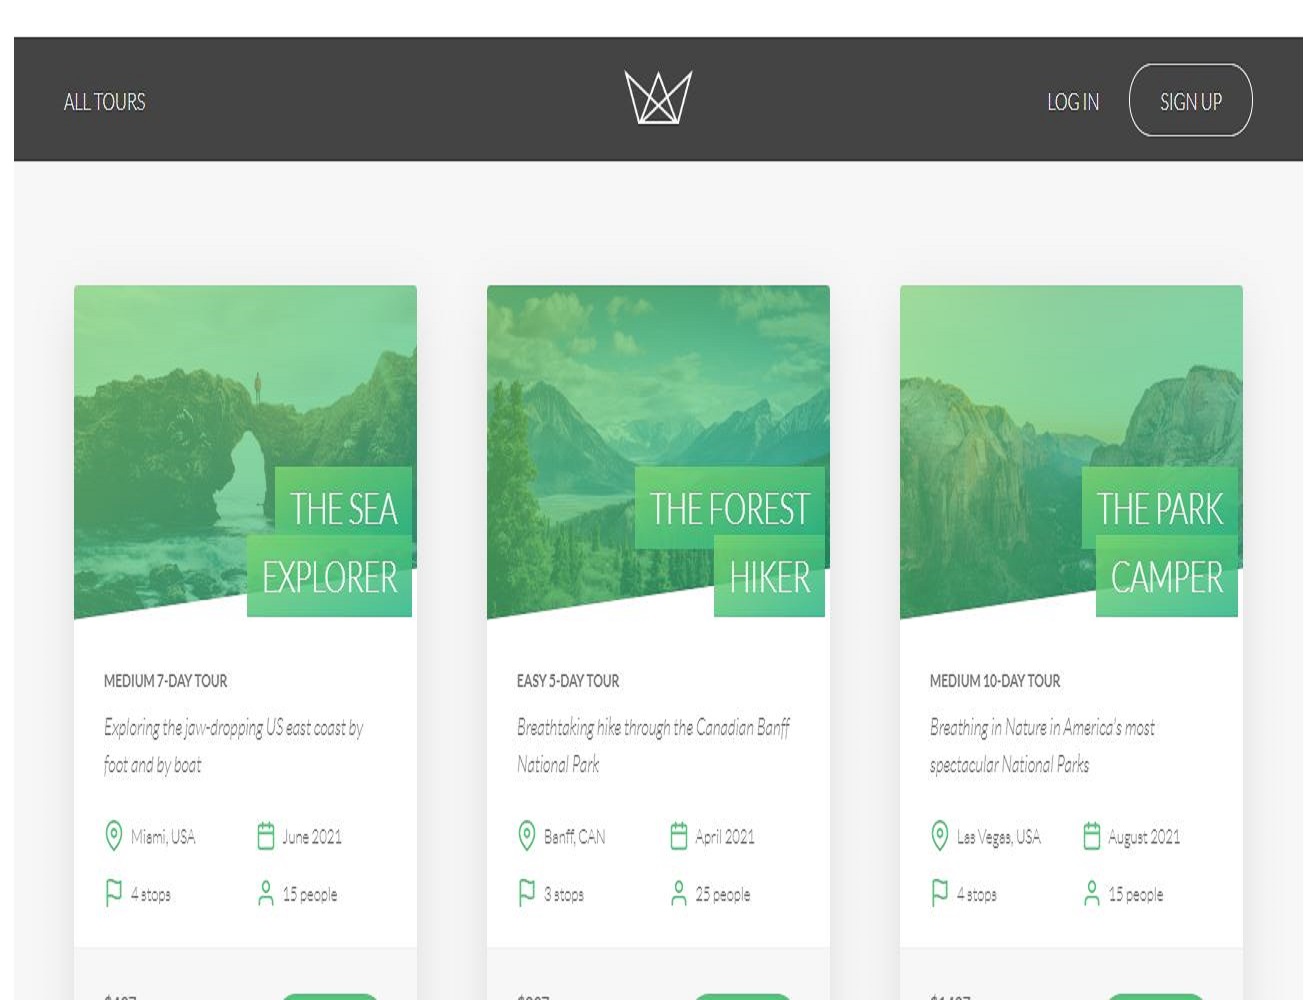 ALL TOURS
LOG IN
SIGN UP
THE SEA
EXPLORER
MEDIUM 7-DAY TOUR
Exploring the jaw-dropping US east coast by
foot and by boat
Miami, USA
June 2021
4 stops
15 people
THE FOREST
HIKER
EASY 5-DAY TOUR
Breathtaking hike through the Canadian Banff
National Park
Banff, CAN
April 2021
3 stops
25 people
THE PARK
CAMPER
MEDIUM 10-DAY TOUR
Breathing in Nature in America's most
spectacular National Parks
Las Vegas, USA
August 2021
4 stops
15 people